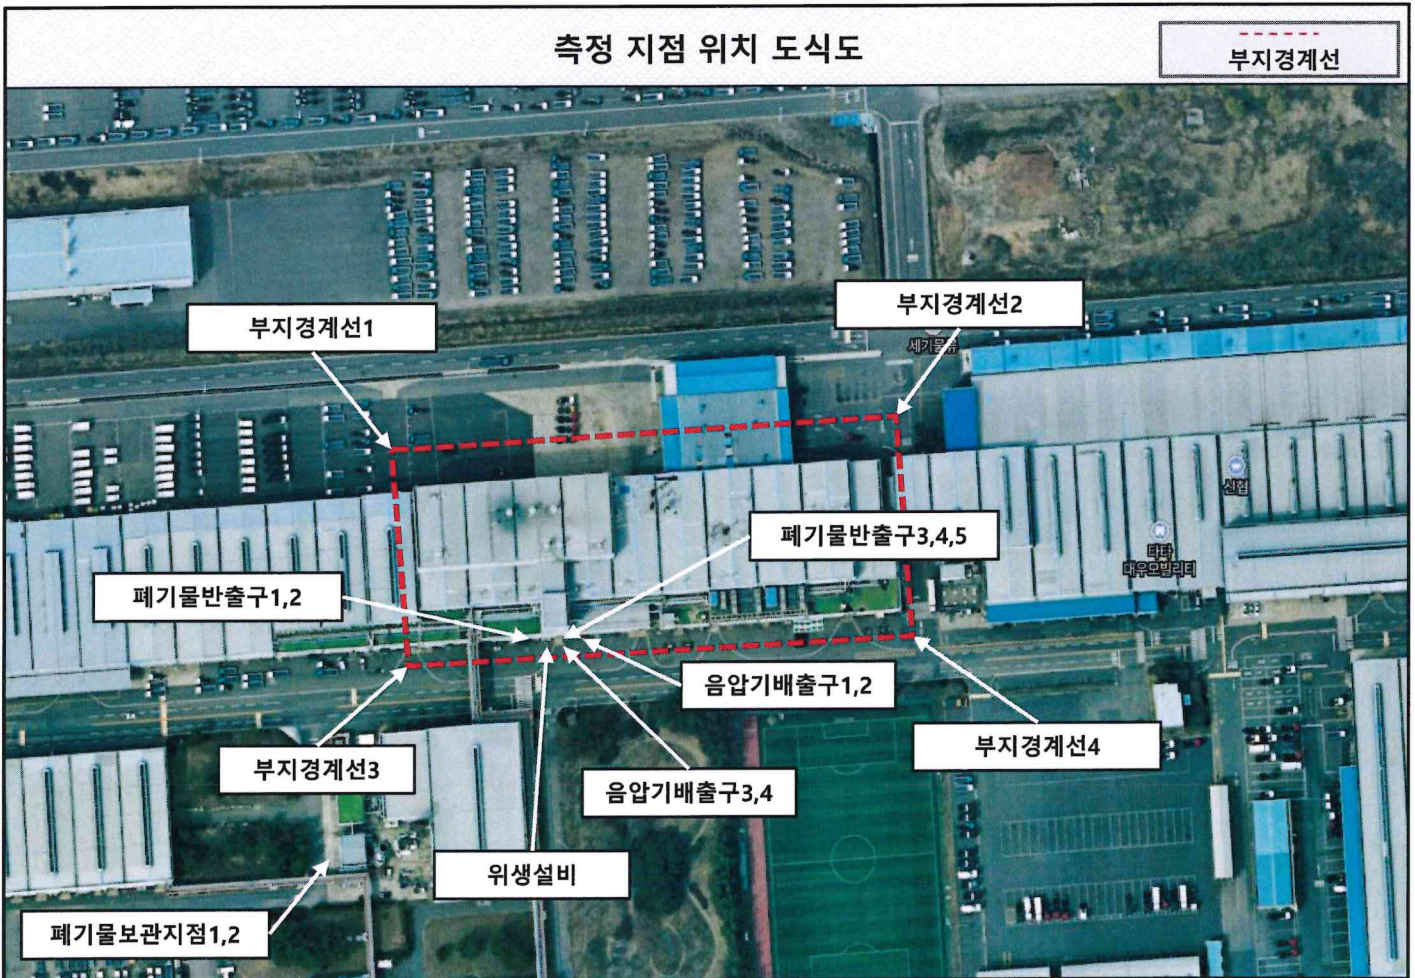 측정 지점 위치 도식도
부지경계선
부지경계선1
부지경계선2
세기물류
신협
폐기물반출구3,4,5
타타
대우모빌리티
폐기물반출구1,2
음압기배출구1,2
부지경계선3
부지경계선4
음압기배출구3,4
위생설비
폐기물보관지점1,2